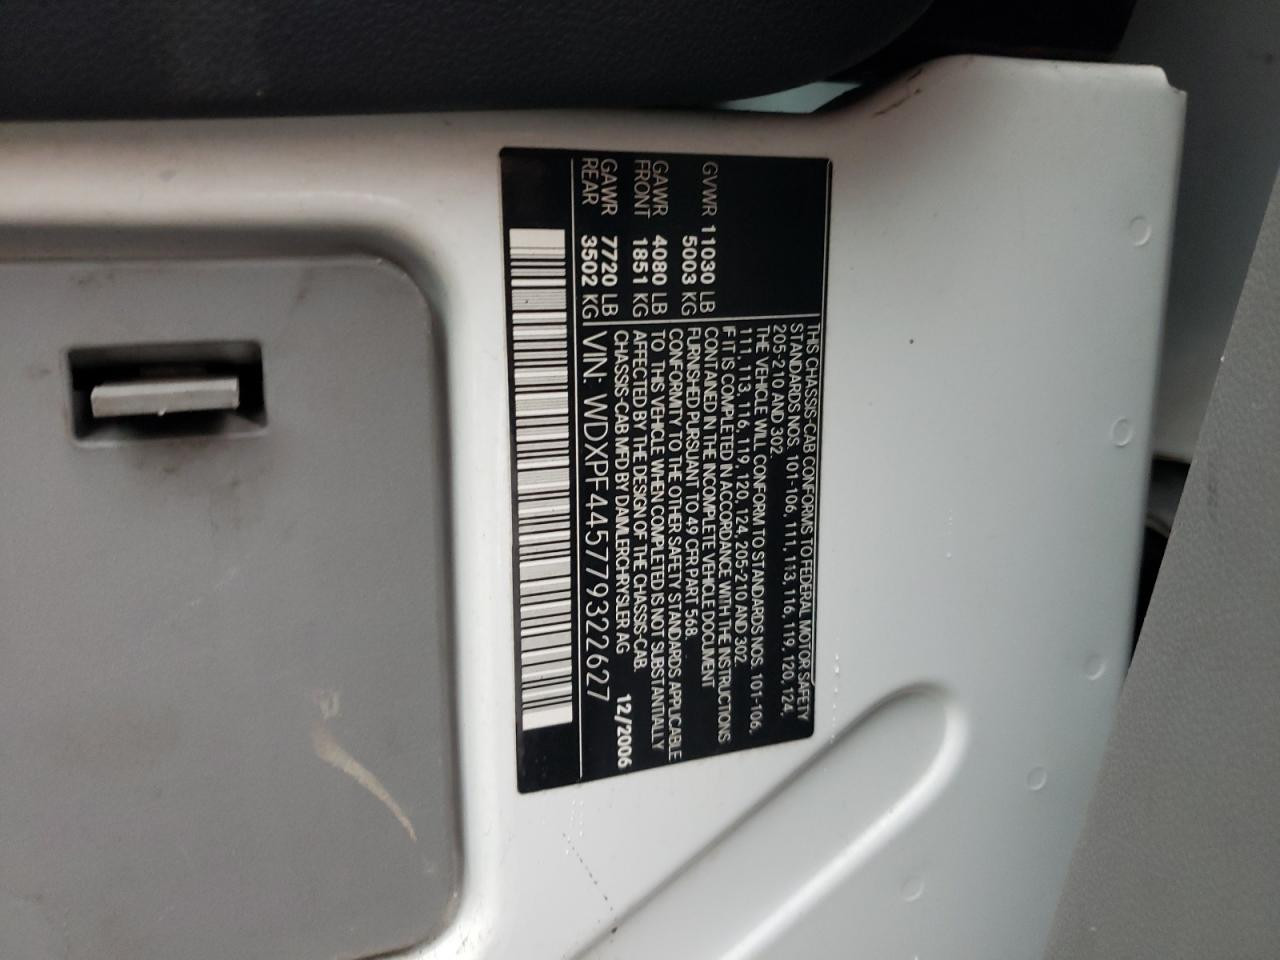 GVWR 11030 LB
5003 KG
GAWR 4080 LB
FRONT 1851 KG
GAWR 7720 LB
REAR 3502 KG
THIS CHASSIS-CAB CONFORMS TO FEDERAL MOTOR SAFETY
STANDARDS NOS. 101-106, 111, 113, 116, 119, 120, 124,
205-210 AND 302.
THE VEHICLE WILL CONFORM TO STANDARDS NOS. 101-106,
111, 113, 116, 119, 120, 124, 205-210 AND 302
IF IT IS COMPLETED IN ACCORDANCE WITH THE INSTRUCTIONS
CONTAINED IN THE INCOMPLETE VEHICLE DOCUMENT
FURNISHED PURSUANT TO 49 CFR PART 568.
CONFORMITY TO THE OTHER SAFETY STANDARDS APPLICABLE
TO THIS VEHICLE WHEN COMPLETED IS NOT SUBSTANTIALLY
AFFECTED BY THE DESIGN OF THE CHASSIS-CAB.
CHASSIS-CAB MFD BY DAIMLERCHRYSLER AG 12/2006
VIN: WDXPF445779322627